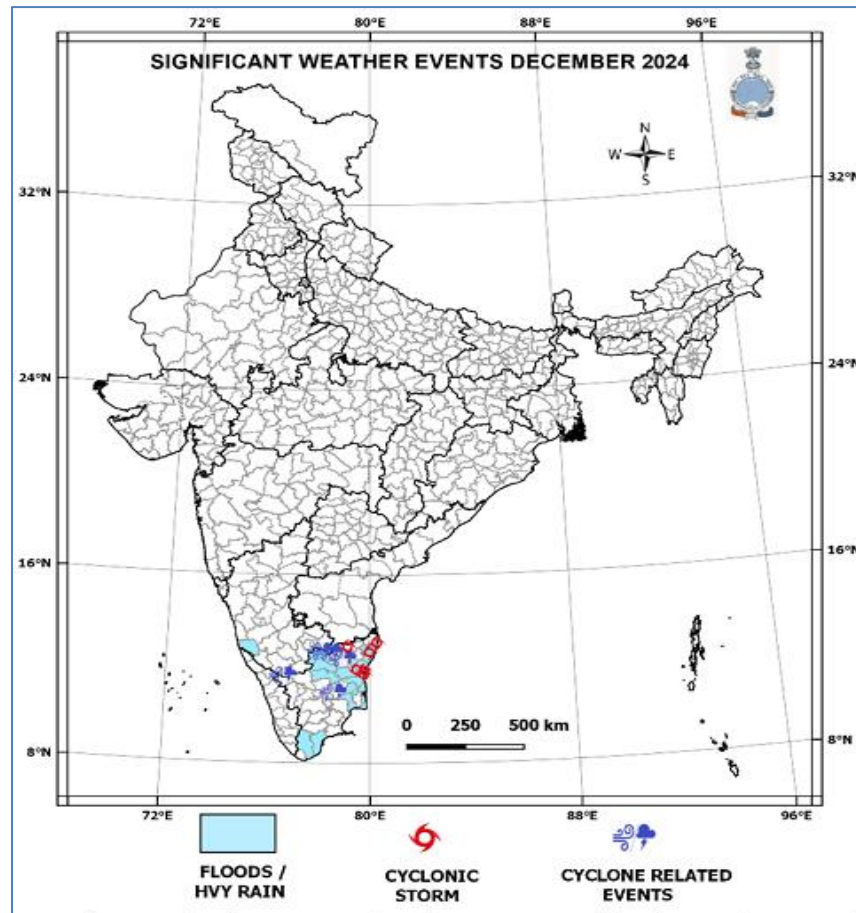 72°E 80°E 88°E 96°E
SIGNIFICANT WEATHER EVENTS DECEMBER 2024
N
W E
S
32°N 32°N
24°N 24°N
16°N 16°N
0 250 500 km
8°N 8°N
72°E 80°E 88°E 96°E
FLOODS /
HVY RAIN
CYCLONIC
STORM
CYCLONE RELATED
EVENTS